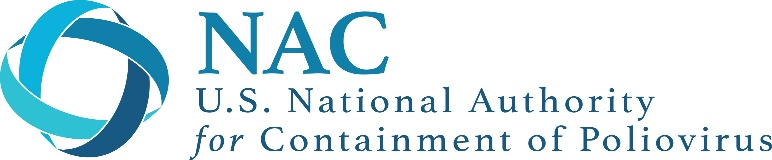 NAC
U.S. National Authority
for Containment of Poliovirus